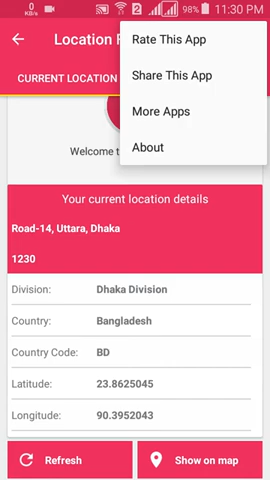 0
KB/s
2
98%
11:30 PM
Location
Rate This App
CURRENT LOCATION
Share This App
More Apps
Welcome
About
Your current location details
Road-14, Uttara, Dhaka
1230
Division: Dhaka Division
Country: Bangladesh
Country Code: BD
Latitude: 23.8625045
Longitude: 90.3952043
Refresh
Show on map